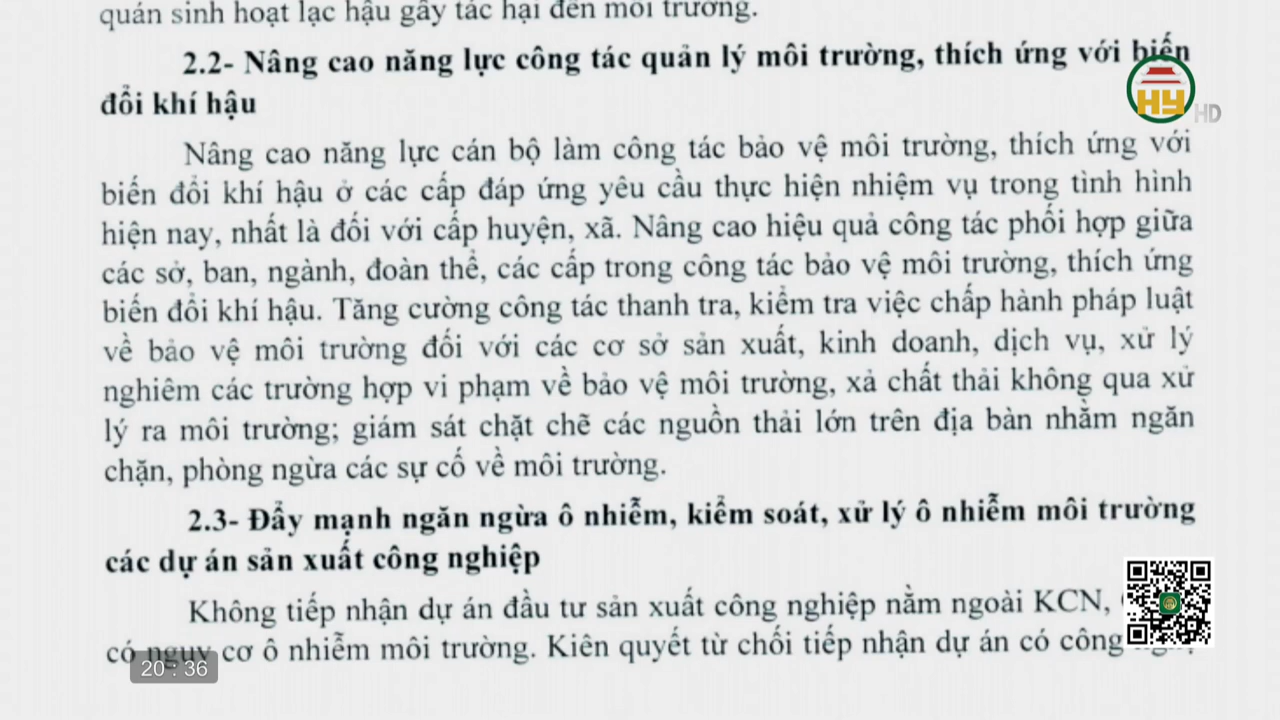 quán sinh hoạt lạc hậu gây tác hại đến môi trường.
2.2- Nâng cao năng lực công tác quản lý môi trường, thích ứng với biến
đổi khí hậu
HY HD
Nâng cao năng lực cán bộ làm công tác bảo vệ môi trường, thích ứng với
biến đổi khí hậu ở các cấp đáp ứng yêu cầu thực hiện nhiệm vụ trong tình hình
hiện nay, nhất là đối với cấp huyện, xã. Nâng cao hiệu quả công tác phối hợp giữa
các sở, ban, ngành, đoàn thể, các cấp trong công tác bảo vệ môi trường, thích ứng
biến đổi khí hậu. Tăng cường công tác thanh tra, kiểm tra việc chấp hành pháp luật
về bảo vệ môi trường đối với các cơ sở sản xuất, kinh doanh, dịch vụ, xử lý
nghiêm các trường hợp vi phạm về bảo vệ môi trường, xả chất thải không qua xử
lý ra môi trường; giám sát chặt chẽ các nguồn thải lớn trên địa bàn nhằm ngăn
chặn, phòng ngừa các sự cố về môi trường.
2.3- Đẩy mạnh ngăn ngừa ô nhiễm, kiểm soát, xử lý ô nhiễm môi trường
các dự án sản xuất công nghiệp
Không tiếp nhận dự án đầu tư sản xuất công nghiệp nằm ngoài KCN,
có nguy cơ ô nhiễm môi trường. Kiên quyết từ chối tiếp nhận dự án có công
20 : 36